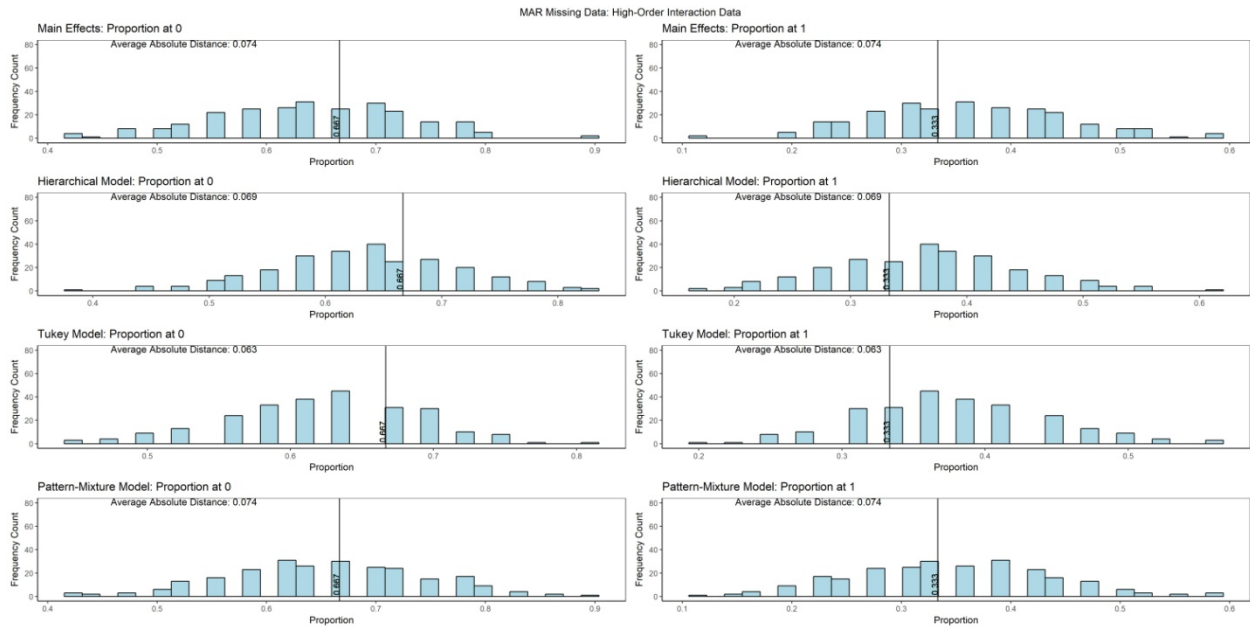 MAR Missing Data: High-Order Interaction Data
Main Effects: Proportion at 0
Average Absolute Distance: 0.074
80
60
40
20
0
Frequency Count
0.667
0.4 0.5 0.6 0.7 0.8 0.9
Proportion
Main Effects: Proportion at 1
Average Absolute Distance: 0.074
80
60
40
20
0
Frequency Count
0.333
0.1 0.2 0.3 0.4 0.5 0.6
Proportion
Hierarchical Model: Proportion at 0
Average Absolute Distance: 0.069
80
60
40
20
0
Frequency Count
0.667
0.4 0.5 0.6 0.7 0.8
Proportion
Hierarchical Model: Proportion at 1
Average Absolute Distance: 0.069
80
60
40
20
0
Frequency Count
0.333
0.2 0.3 0.4 0.5 0.6
Proportion
Tukey Model: Proportion at 0
Average Absolute Distance: 0.063
80
60
40
20
0
Frequency Count
0.667
0.5 0.6 0.7 0.8
Proportion
Tukey Model: Proportion at 1
Average Absolute Distance: 0.063
80
60
40
20
0
Frequency Count
0.333
0.2 0.3 0.4 0.5
Proportion
Pattern-Mixture Model: Proportion at 0
Average Absolute Distance: 0.074
80
60
40
20
0
Frequency Count
0.667
0.4 0.5 0.6 0.7 0.8 0.9
Proportion
Pattern-Mixture Model: Proportion at 1
Average Absolute Distance: 0.074
80
60
40
20
0
Frequency Count
0.333
0.1 0.2 0.3 0.4 0.5 0.6
Proportion